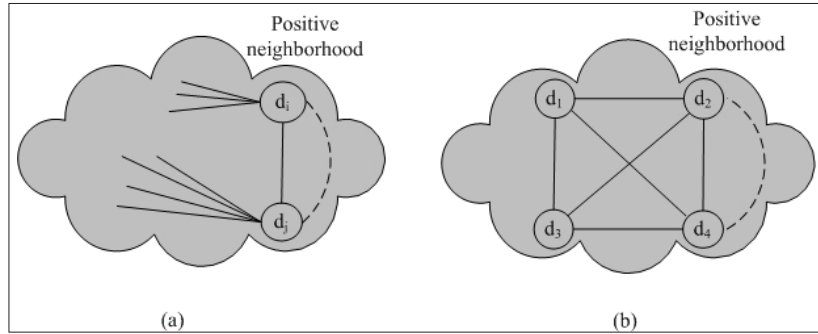 Positive
neighborhood
di
dj
(a)
Positive
neighborhood
d1
d2
d3
d4
(b)